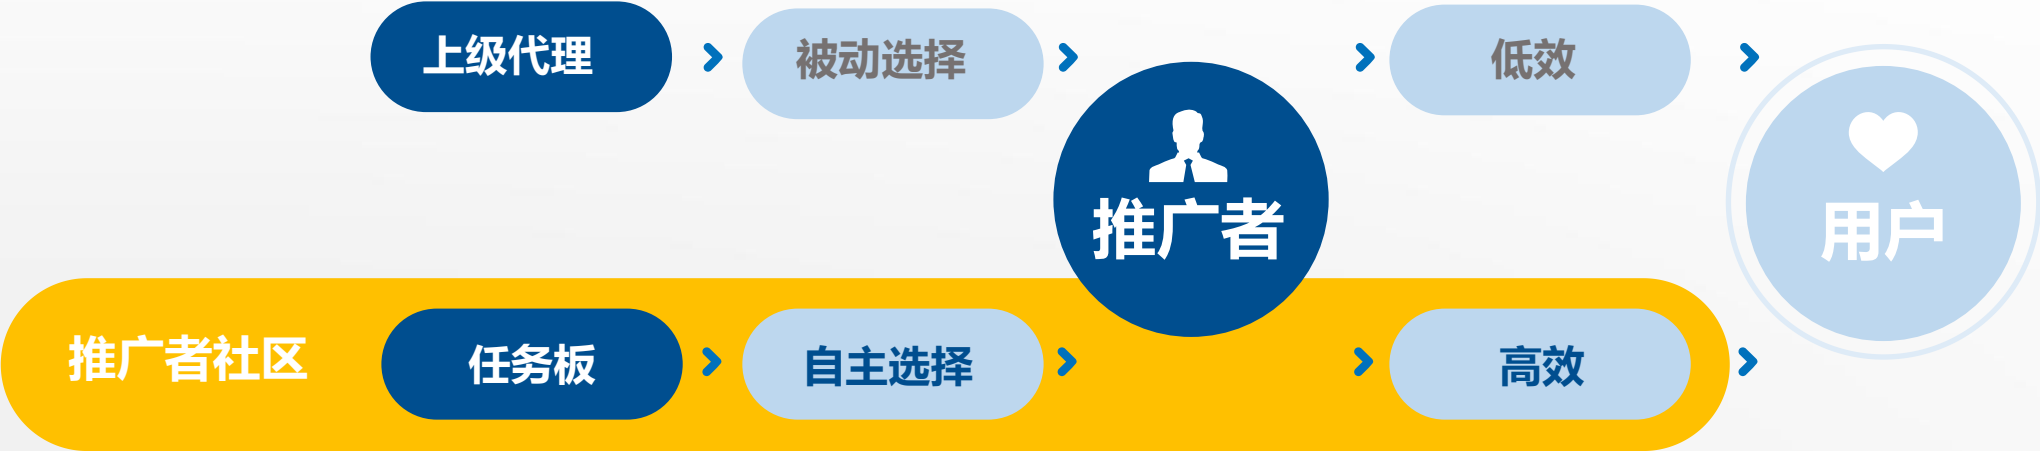 上级代理
被动选择
低效
推广者
用户
推广者社区
任务板
自主选择
高效